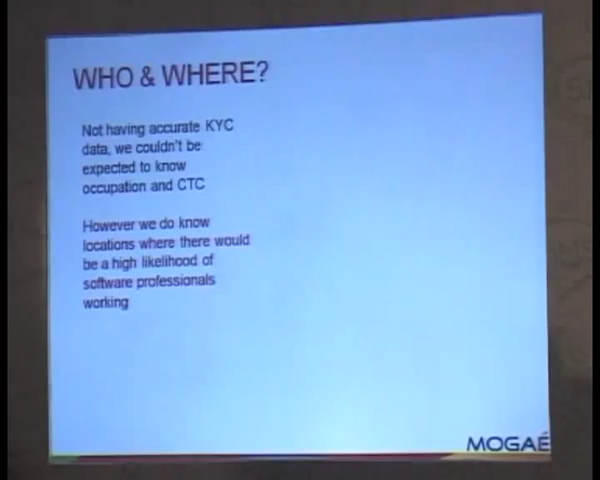 WHO & WHERE?
Not having accurate KYC
data, we couldn't be
expected to know
occupation and CTC
However we do know
locations where there would
be a high likelihood of
software professionals
working
MOGAÉ